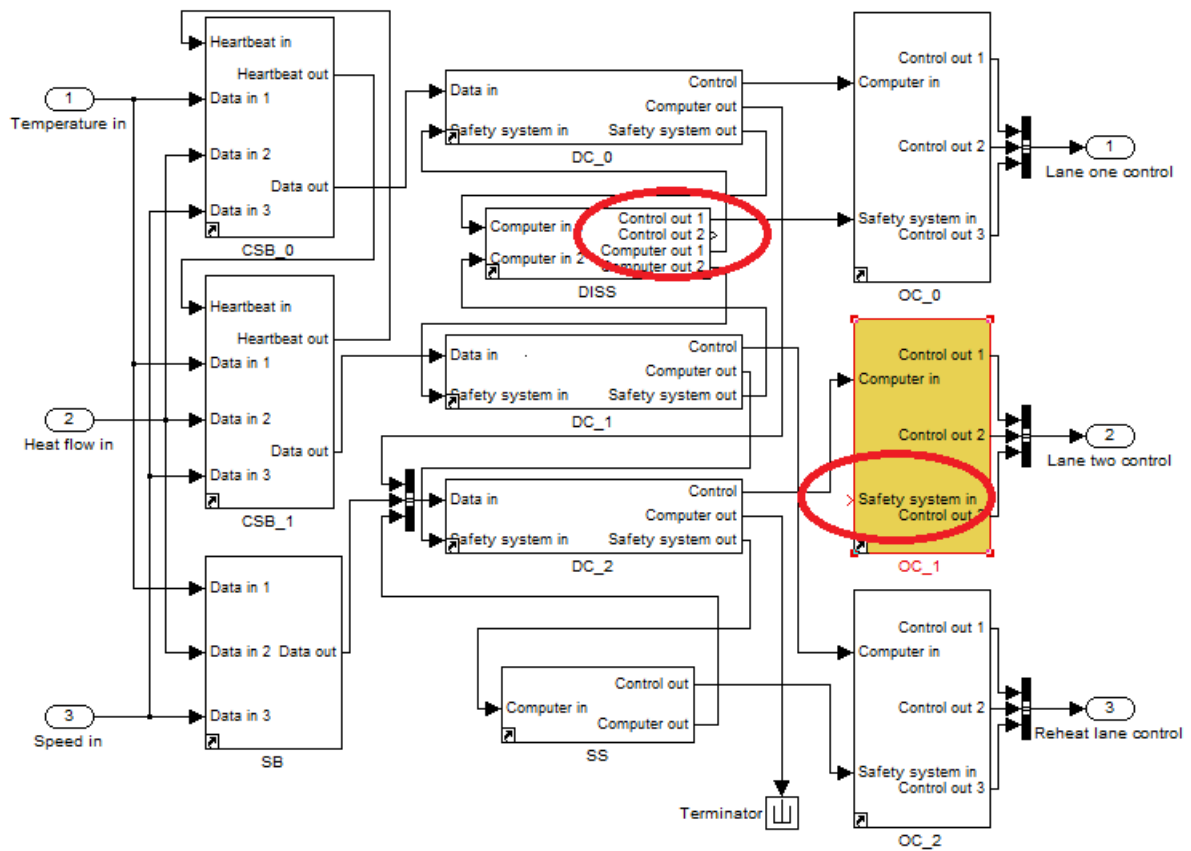 Heartbeat in
Heartbeat out
Data in 1
Data in 2
Data out
Data in 3
CSB_0
1
Temperature in
Heartbeat in
Heartbeat out
Data in 1
Data in 2
Data out
Data in 3
CSB_1
2
Heat flow in
Data in 1
Data in 2 Data out
Data in 3
SB
3
Speed in
Data in
Control
Computer out
Safety system in
Safety system out
DC_0
Computer in
Control out 1
Control out 2
Computer in 2
Computer out 1
Computer out 2
DISS
Data in
Control
Computer out
Safety system in
Safety system out
DC_1
Data in
Control
Computer out
Safety system in
Safety system out
DC_2
Control out
Computer in
Computer out
SS
Terminator
Control out 1
Computer in
Control out 2
Safety system in
Control out 3
OC_0
1
Lane one control
Control out 1
Computer in
Control out 2
Safety system in
Control out 3
OC_1
2
Lane two control
Control out 1
Computer in
Control out 2
Safety system in
Control out 3
OC_2
3
Reheat lane control